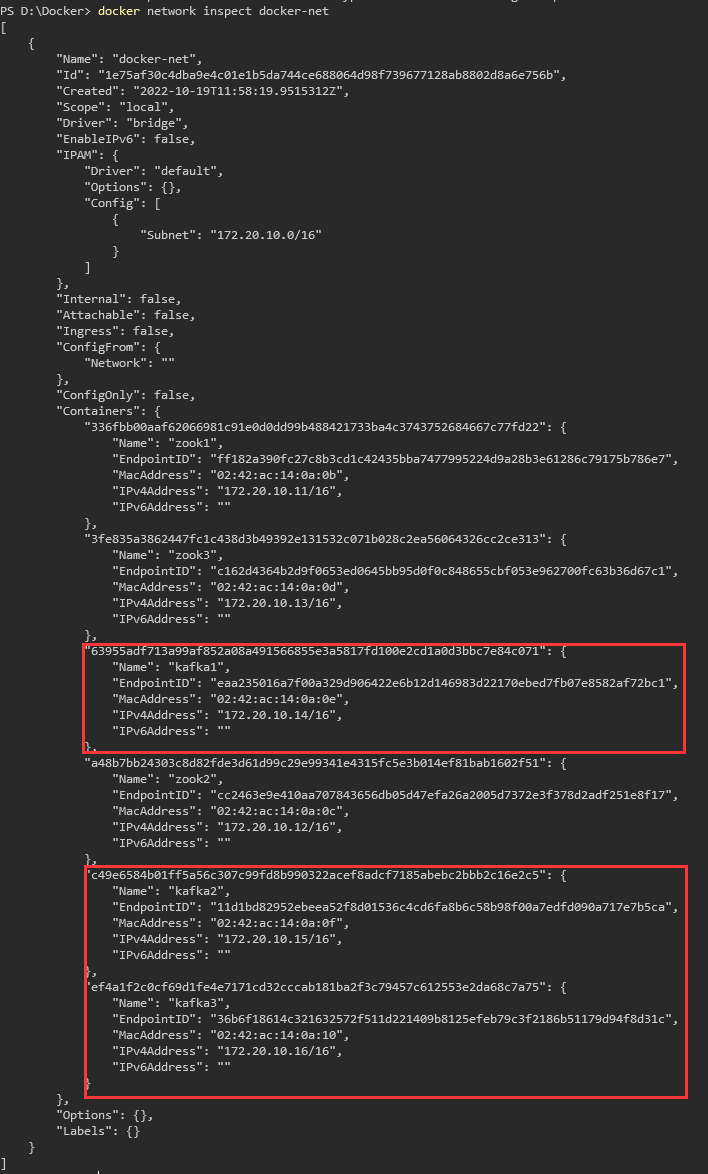 PS D:\Docker> docker network inspect docker-net
[
    {
        "Name": "docker-net",
        "Id": "1e75af30c4dba9e4c01e1b5da744ce688064d98f739677128ab8802d8a6e756b",
        "Created": "2022-10-19T11:58:19.9515312Z",
        "Scope": "local",
        "Driver": "bridge",
        "EnableIPv6": false,
        "IPAM": {
            "Driver": "default",
            "Options": {},
            "Config": [
                {
                    "Subnet": "172.20.10.0/16"
                }
            ]
        },
        "Internal": false,
        "Attachable": false,
        "Ingress": false,
        "ConfigFrom": {
            "Network": ""
        },
        "ConfigOnly": false,
        "Containers": {
            "336fbb00aaf62066981c91e0d0dd99b488421733ba4c3743752684667c77fd22": {
                "Name": "zook1",
                "EndpointID": "ff182a390fc27c8b3cd1c42435bba7477995224d9a28b3e61286c79175b786e7",
                "MacAddress": "02:42:ac:14:0a:0b",
                "IPv4Address": "172.20.10.11/16",
                "IPv6Address": ""
            },
            "3fe835a3862447fc1c438d3b49392e131532c071b028c2ea56064326cc2ce313": {
                "Name": "zook3",
                "EndpointID": "c162d4364b2d9f0653ed0645bb95d0f0c848655cbf053e962700fc63b36d67c1",
                "MacAddress": "02:42:ac:14:0a:0d",
                "IPv4Address": "172.20.10.13/16",
                "IPv6Address": ""
            },
            "63955adf713a99af852a08a491566855e3a5817fd100e2cd1a0d3bbc7e84c071": {
                "Name": "kafka1",
                "EndpointID": "eaa235016a7f00a329d906422e6b12d146983d22170ebed7fb07e8582af72bc1",
                "MacAddress": "02:42:ac:14:0a:0e",
                "IPv4Address": "172.20.10.14/16",
                "IPv6Address": ""
            },
            "a48b7bb24303c8d82fde3d61d99c29e99341e4315fc5e3b014ef81bab1602f51": {
                "Name": "zook2",
                "EndpointID": "cc2463e9e410aa707843656db05d47efa26a2005d7372e3f378d2adf251e8f17",
                "MacAddress": "02:42:ac:14:0a:0c",
                "IPv4Address": "172.20.10.12/16",
                "IPv6Address": ""
            },
            "c49e6584b01ff5a56c307c99fd8b990322acef8adcf7185abebc2bbb2c16e2c5": {
                "Name": "kafka2",
                "EndpointID": "11d1bd82952ebeea52f8d01536c4cd6fa8b6c58b98f00a7edfd090a717e7b5ca",
                "MacAddress": "02:42:ac:14:0a:0f",
                "IPv4Address": "172.20.10.15/16",
                "IPv6Address": ""
            },
            "ef4a1f2c0cf69d1fe4e7171cd32cccab181ba2f3c79457c612553e2da68c7a75": {
                "Name": "kafka3",
                "EndpointID": "36b6f18614c321632572f511d221409b8125efeb79c3f2186b51179d94f8d31c",
                "MacAddress": "02:42:ac:14:0a:10",
                "IPv4Address": "172.20.10.16/16",
                "IPv6Address": ""
            }
        },
        "Options": {},
        "Labels": {}
    }
]